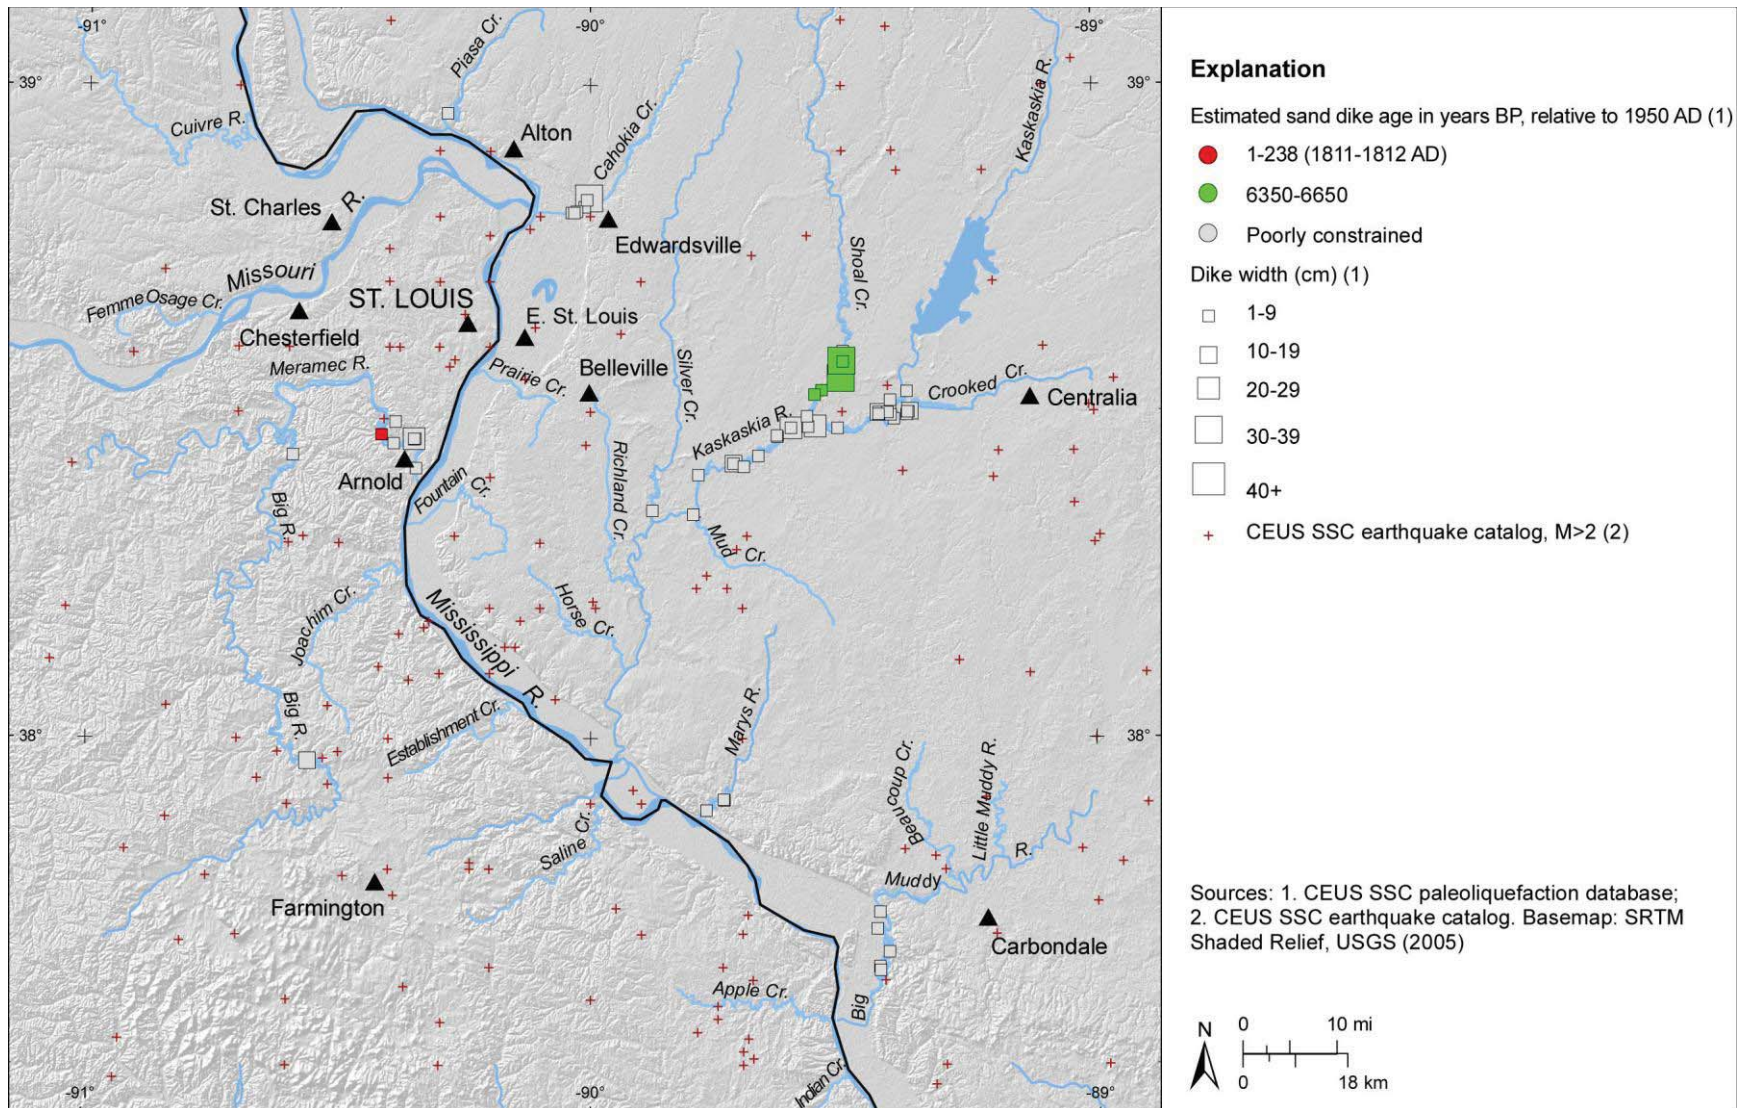 -91°
-90°
-89°
39°
39°
Piasa Cr.
Kaskaskia R.
Cuivre R.
Alton
Cahokia Cr.
St. Charles
Missouri R.
Edwardsville
Shoal Cr.
Femme Osage Cr.
ST. LOUIS
E. St. Louis
Chesterfield
Meramec R.
Prairie Cr.
Belleville
Silver Cr.
Crooked Cr.
Centralia
Kaskaskia R.
Arnold
Fountain Cr.
Richland Cr.
Big R.
Mud Cr.
Joachim Cr.
Horse Cr.
Mississippi R.
Big R.
Establishment Cr.
Marys R.
38°
38°
Beaucoup Cr.
Little Muddy R.
Saline Cr.
Big Muddy R.
Farmington
Carbondale
Apple Cr.
Indian Cr.
-91°
-90°
-89°
Explanation
Estimated sand dike age in years BP, relative to 1950 AD (1)
1-238 (1811-1812 AD)
6350-6650
Poorly constrained
Dike width (cm) (1)
1-9
10-19
20-29
30-39
40+
CEUS SSC earthquake catalog, M>2 (2)
Sources: 1. CEUS SSC paleoliquefaction database;
2. CEUS SSC earthquake catalog. Basemap: SRTM
Shaded Relief, USGS (2005)
N
0 10 mi
0 18 km